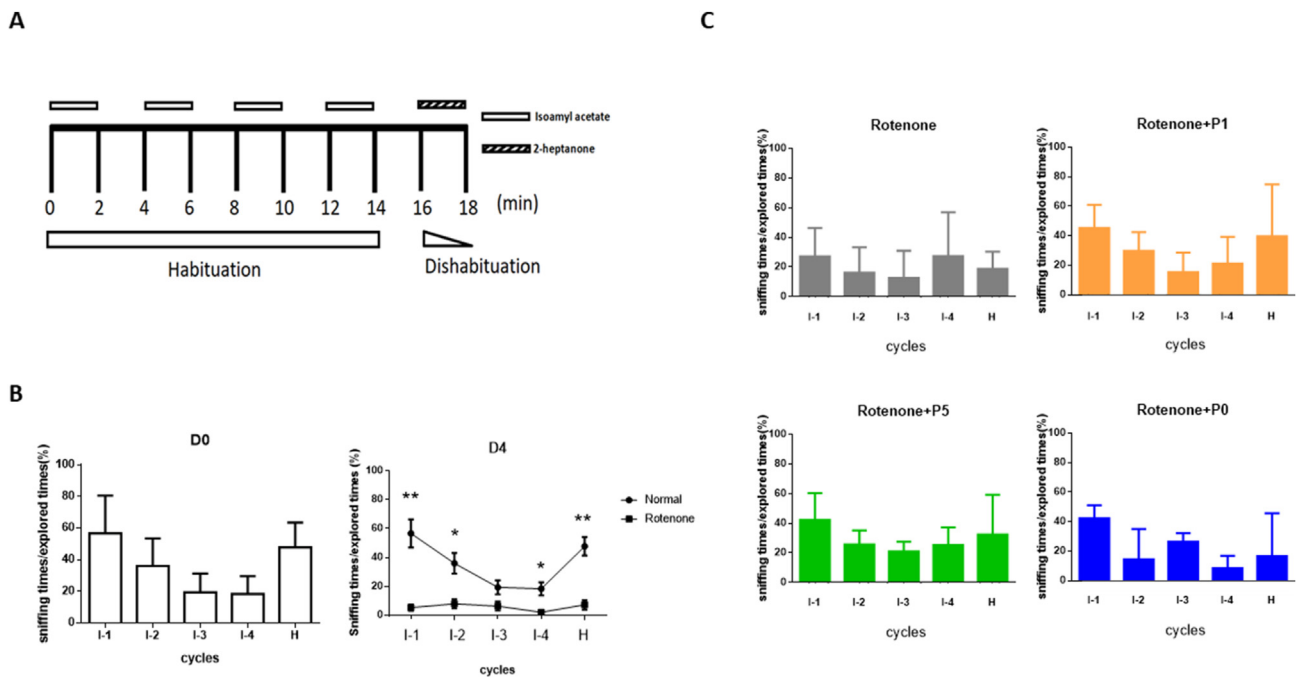 A
Isoamyl acetate
2-heptanone
0 2 4 6 8 10 12 14 16 18 (min)
Habituation
Dishabituation
B
D0
sniffing times/explored times(%)
100
80
60
40
20
0
I-1 I-2 I-3 I-4 H
cycles
D4
Sniffing times/explored times (%)
100
80
60
40
20
0
** * * **
I-1 I-2 I-3 I-4 H
cycles
Normal
Rotenone
C
Rotenone
sniffing times/explored times(%)
100
80
60
40
20
0
I-1 I-2 I-3 I-4 H
cycles
Rotenone+P1
sniffing times/explored times(%)
100
80
60
40
20
0
I-1 I-2 I-3 I-4 H
cycles
Rotenone+P5
sniffing times/explored times(%)
100
80
60
40
20
0
I-1 I-2 I-3 I-4 H
cycles
Rotenone+P0
sniffing times/explored times(%)
100
80
60
40
20
0
I-1 I-2 I-3 I-4 H
cycles